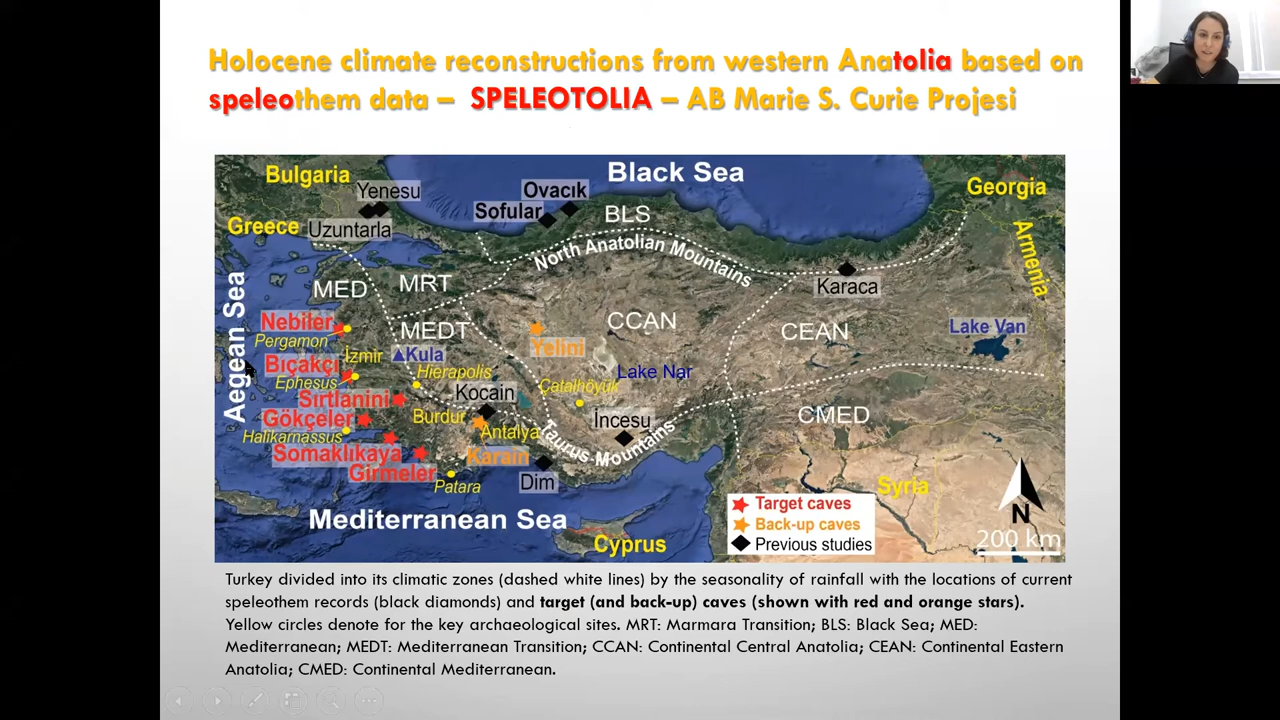 Holocene climate reconstructions from western Anatolia based on
speleothem data – SPELEOTOLIA – AB Marie S. Curie Projesi
Black Sea
Bulgaria
Georgia
Yenesu
Ovacık
Sofular
BLS
Greece
Uzuntarla
North Anatolian Mountains
Armenia
MRT
MED
Karaca
Aegean Sea
Nebiler
Pergamon
MEDT
CCAN
CEAN
Lake Van
Yelini
İzmir
Kula
Bıçakçı
Ephesus
Hierapolis
Lake Nar
Çatalhöyük
Sırtlanini
Kocain
Gökçeler
Burdur
İncesu
CMED
Halikarnassus
Antalya
Taurus Mountains
Somaklıkaya
Karain
Girmeler
Patara
Dim
Syria
Mediterranean Sea
Cyprus
Target caves
Back-up caves
Previous studies
N
200 km
Turkey divided into its climatic zones (dashed white lines) by the seasonality of rainfall with the locations of current
speleothem records (black diamonds) and target (and back-up) caves (shown with red and orange stars).
Yellow circles denote for the key archaeological sites. MRT: Marmara Transition; BLS: Black Sea; MED:
Mediterranean; MEDT: Mediterranean Transition; CCAN: Continental Central Anatolia; CEAN: Continental Eastern
Anatolia; CMED: Continental Mediterranean.